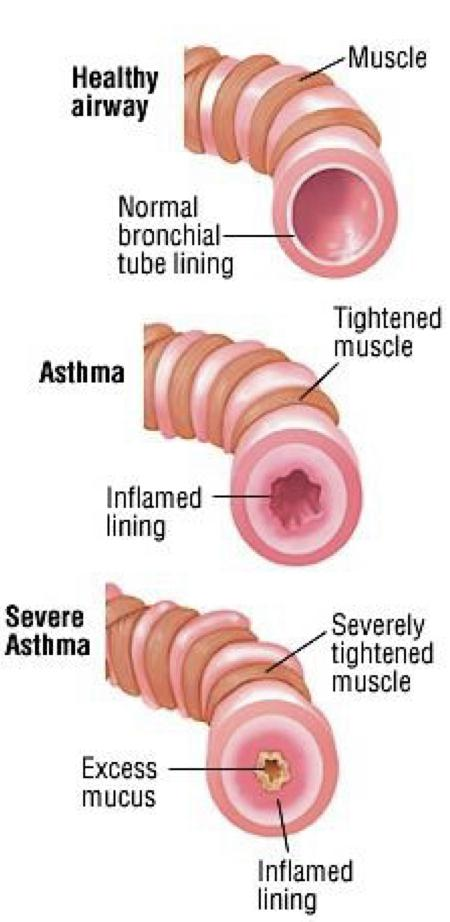 Healthy
airway
Muscle
Normal
bronchial
tube lining
Asthma
Tightened
muscle
Inflamed
lining
Severe
Asthma
Severely
tightened
muscle
Excess
mucus
Inflamed
lining